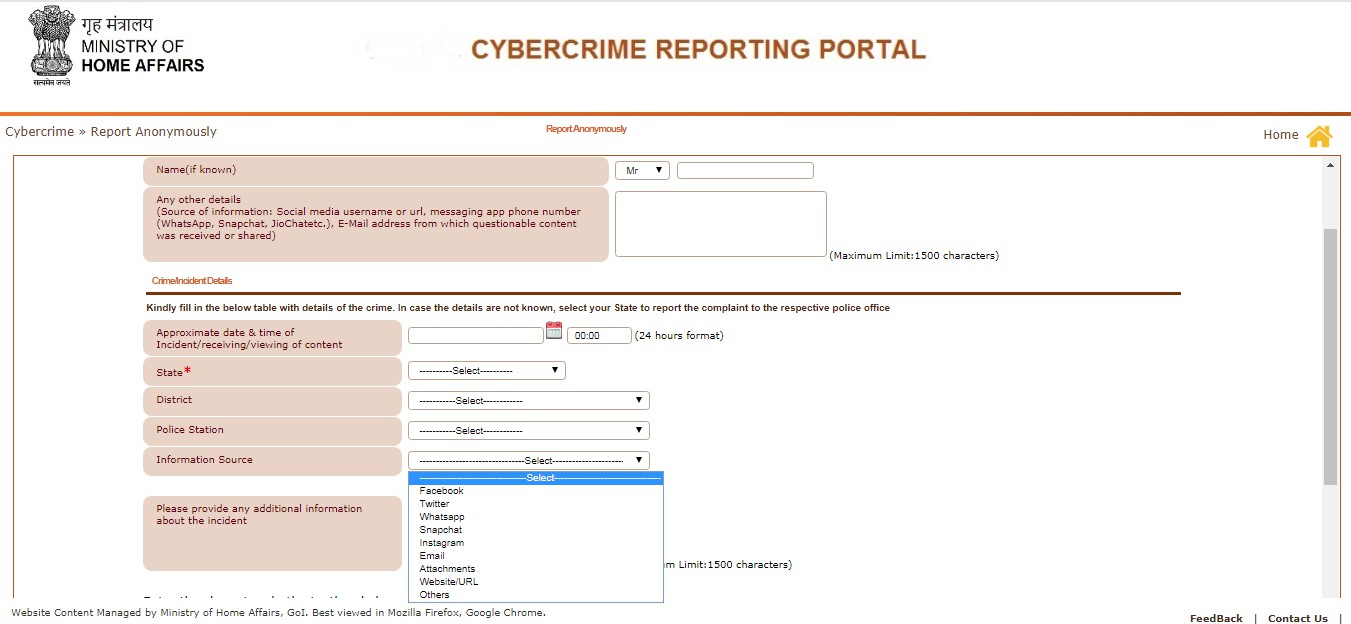 गृह मंत्रालय
MINISTRY OF
HOME AFFAIRS
सत्यमेव जयते
CYBERCRIME REPORTING PORTAL
Cybercrime » Report Anonymously
Report Anonymously
Home
Name(if known)
Mr
Any other details
(Source of information: Social media username or url, messaging app phone number
(WhatsApp, Snapchat, JioChatetc.), E-Mail address from which questionable content
was received or shared)
(Maximum Limit:1500 characters)
Crime/Incident Details
Kindly fill in the below table with details of the crime. In case the details are not known, select your State to report the complaint to the respective police office
Approximate date & time of
Incident/receiving/viewing of content
00:00
(24 hours format)
State*
----------Select----------
District
-----------Select------------
Police Station
-----------Select------------
Information Source
--------------------------------Select---------------------
--------------------------------Select--------------------------------
Facebook
Twitter
Whatsapp
Snapchat
Instagram
Email
Attachments
Website/URL
Others
Please provide any additional information
about the incident
m Limit:1500 characters)
Website Content Managed by Ministry of Home Affairs, GoI. Best viewed in Mozilla Firefox, Google Chrome.
FeedBack | Contact Us |